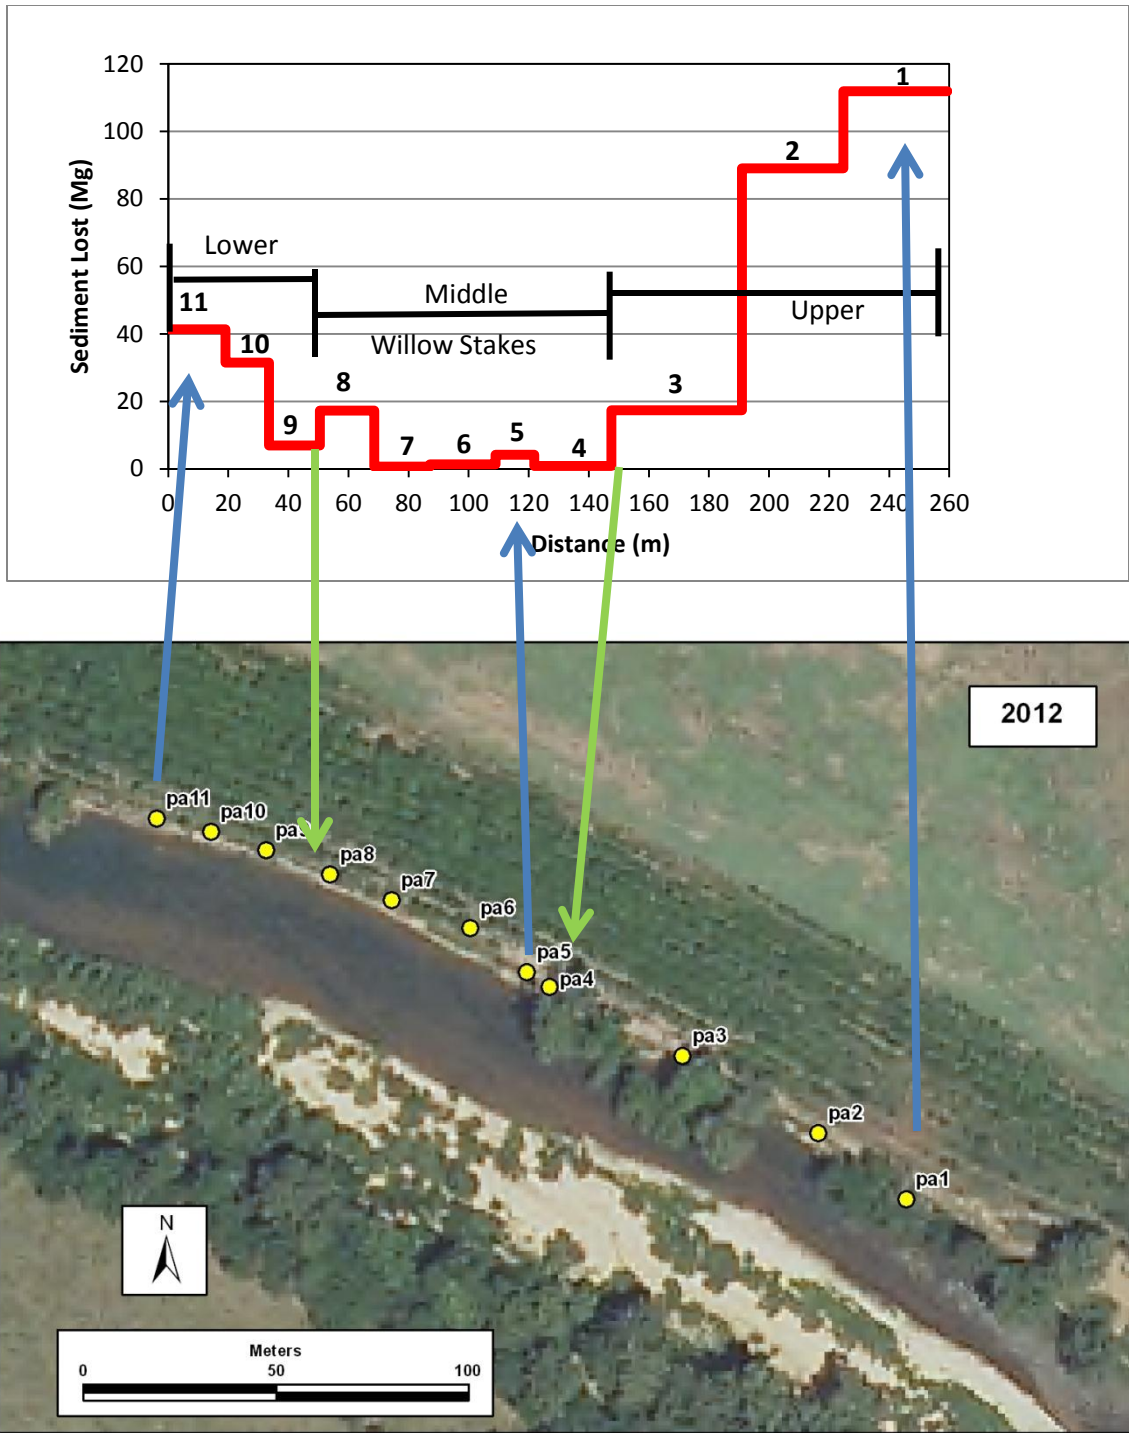 120
100
80
60
40
20
0
Sediment Lost (Mg)
1
2
Lower
Middle
Upper
11
10
Willow Stakes
3
8
9
7
6
5
4
0 20 40 60 80 100 120 140 160 180 200 220 240 260
Distance (m)
2012
pa11
pa10
pa9
pa8
pa7
pa6
pa5
pa4
pa3
pa2
pa1
N
Meters
0 50 100